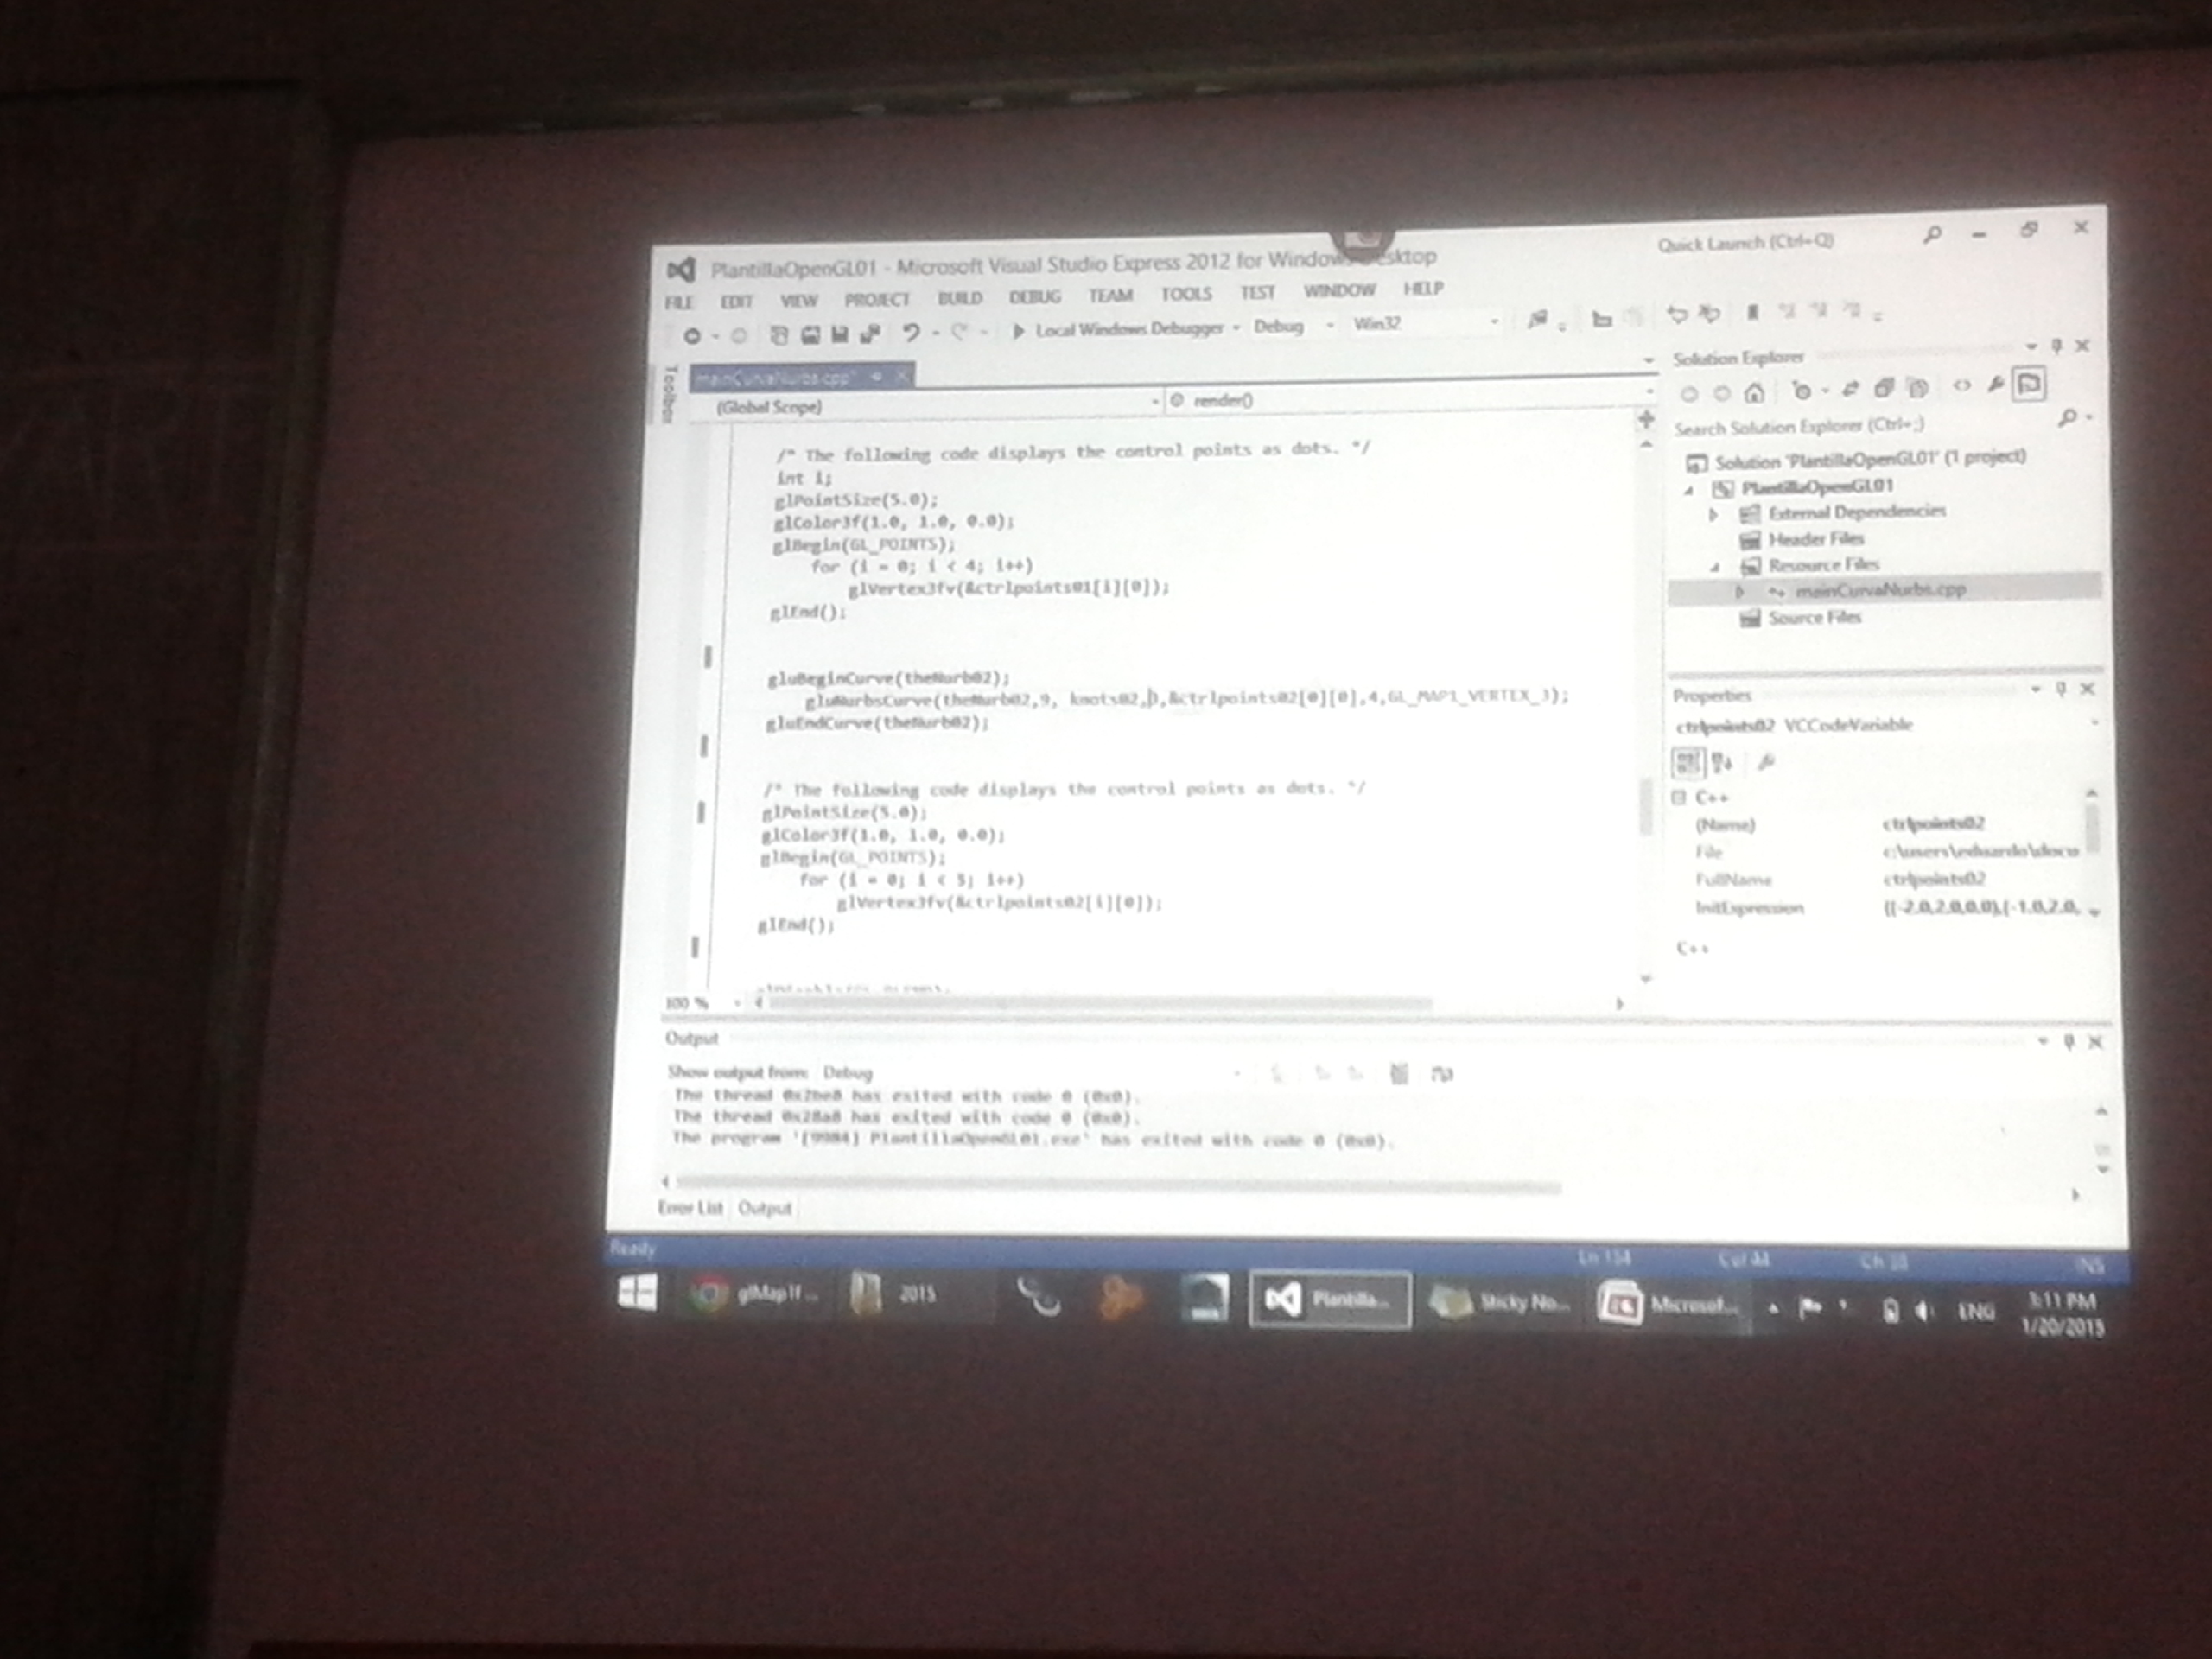 PlantillaOpenGL01 - Microsoft Visual Studio Express 2012 for Windows Desktop
Quick Launch (Ctrl+Q)
FILE EDIT VIEW PROJECT BUILD DEBUG TEAM TOOLS TEST WINDOW HELP
Local Windows Debugger Debug Win32
Toolbox
mainCurvaNurbs.cpp*
(Global Scope)
render()
/* The following code displays the control points as dots. */
int i;
glPointSize(5.0);
glColor3f(1.0, 1.0, 0.0);
glBegin(GL_POINTS);
for (i = 0; i < 4; i++)
glVertex3fv(&ctrlpoints01[i][0]);
glEnd();
gluBeginCurve(theNurb02);
gluNurbsCurve(theNurb02,9, knots02,3,&ctrlpoints02[0][0],4,GL_MAP1_VERTEX_3);
gluEndCurve(theNurb02);
/* The following code displays the control points as dots. */
glPointSize(5.0);
glColor3f(1.0, 1.0, 0.0);
glBegin(GL_POINTS);
for (i = 0; i < 5; i++)
glVertex3fv(&ctrlpoints02[i][0]);
glEnd();
100 %
Solution Explorer
Search Solution Explorer (Ctrl+;)
Solution 'PlantillaOpenGL01' (1 project)
PlantillaOpenGL01
External Dependencies
Header Files
Resource Files
mainCurvaNurbs.cpp
Source Files
Properties
ctrlpoints02 VCCodeVariable
C++
(Name) ctrlpoints02
File c:\users\eduardo\docu
FullName ctrlpoints02
InitExpression {{-2.0,2.0,0.0},{-1.0,2.0,
C++
Output
Show output from: Debug
The thread 0x2be8 has exited with code 0 (0x0).
The thread 0x28a8 has exited with code 0 (0x0).
The program '[9984] PlantillaOpenGL01.exe' has exited with code 0 (0x0).
Error List Output
Ready Ln 134 Col 44 INS
glMap1f ... 2015 Plantilla... Sticky No... Microsof... ENG 3:11 PM
1/20/2015